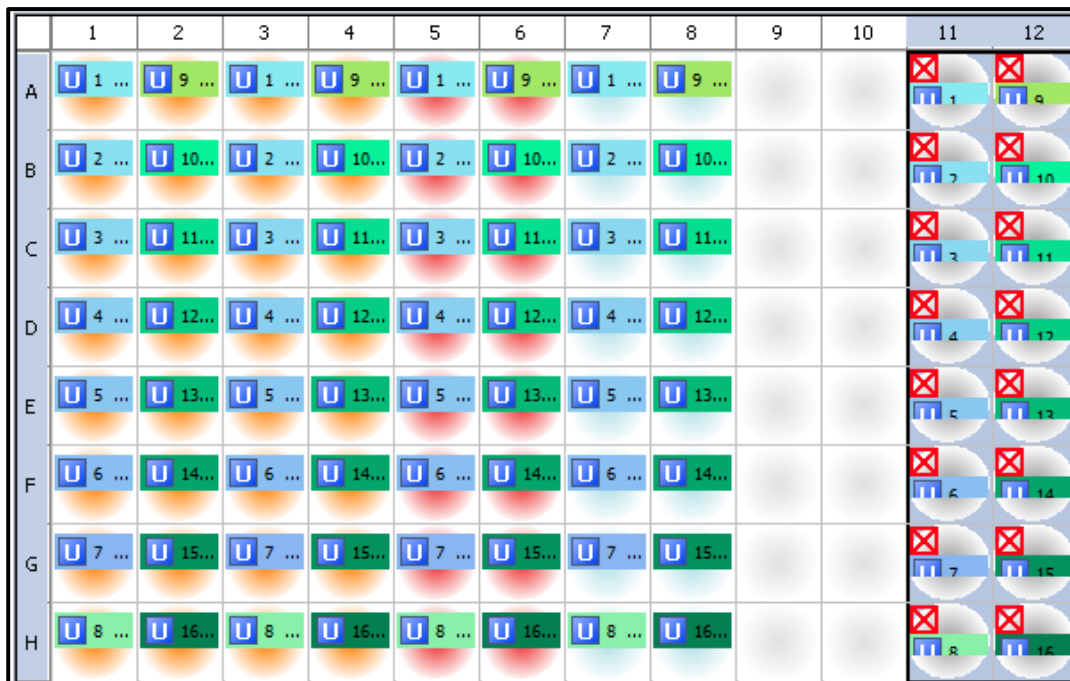 1 2 3 4 5 6 7 8 9 10 11 12
A U 1 ... U 9 ... U 1 ... U 9 ... U 1 ... U 9 ... U 1 ... U 9 ... U 1 U 9
B U 2 ... U 10... U 2 ... U 10... U 2 ... U 10... U 2 ... U 10... U 2 U 10
C U 3 ... U 11... U 3 ... U 11... U 3 ... U 11... U 3 ... U 11... U 3 U 11
D U 4 ... U 12... U 4 ... U 12... U 4 ... U 12... U 4 ... U 12... U 4 U 12
E U 5 ... U 13... U 5 ... U 13... U 5 ... U 13... U 5 ... U 13... U 5 U 13
F U 6 ... U 14... U 6 ... U 14... U 6 ... U 14... U 6 ... U 14... U 6 U 14
G U 7 ... U 15... U 7 ... U 15... U 7 ... U 15... U 7 ... U 15... U 7 U 15
H U 8 ... U 16... U 8 ... U 16... U 8 ... U 16... U 8 ... U 16... U 8 U 16